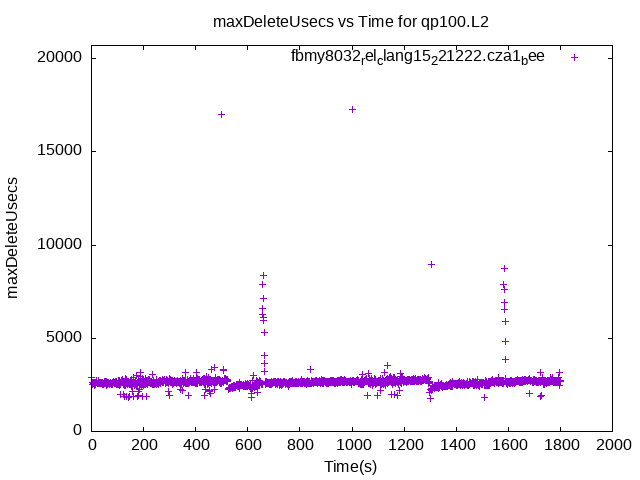 maxDeleteUsecs vs Time for qp100.L2
fbmy8032relclang15221222.cza1bee
20000
15000
10000
5000
0
maxDeleteUsecs
0 200 400 600 800 1000 1200 1400 1600 1800 2000
Time(s)